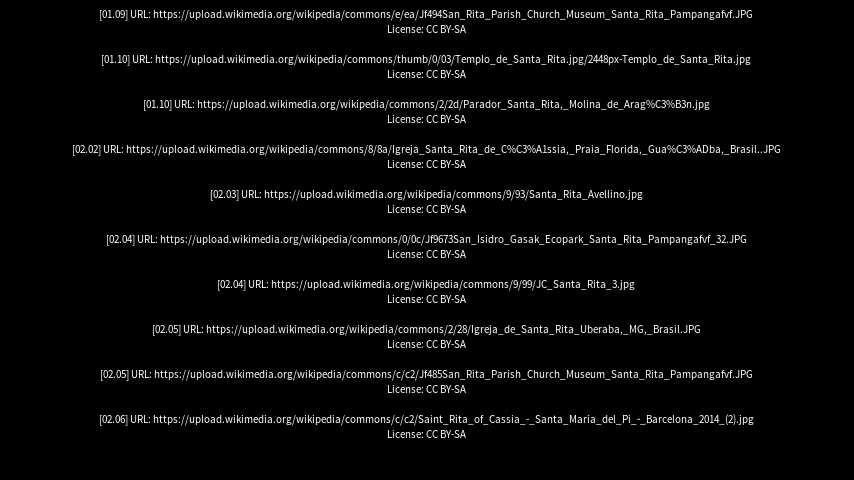 [01.09] URL: https://upload.wikimedia.org/wikipedia/commons/e/ea/Jf494San_Rita_Parish_Church_Museum_Santa_Rita_Pampangafvf.JPG
License: CC BY-SA
[01.10] URL: https://upload.wikimedia.org/wikipedia/commons/thumb/0/03/Templo_de_Santa_Rita.jpg/2448px-Templo_de_Santa_Rita.jpg
License: CC BY-SA
[01.10] URL: https://upload.wikimedia.org/wikipedia/commons/2/2d/Parador_Santa_Rita,_Molina_de_Arag%C3%B3n.jpg
License: CC BY-SA
[02.02] URL: https://upload.wikimedia.org/wikipedia/commons/8/8a/Igreja_Santa_Rita_de_C%C3%A1ssia,_Praia_Florida,_Gua%C3%ADba,_Brasil..JPG
License: CC BY-SA
[02.03] URL: https://upload.wikimedia.org/wikipedia/commons/9/93/Santa_Rita_Avellino.jpg
License: CC BY-SA
[02.04] URL: https://upload.wikimedia.org/wikipedia/commons/0/0c/Jf9673San_Isidro_Gasak_Ecopark_Santa_Rita_Pampangafvf_32.JPG
License: CC BY-SA
[02.04] URL: https://upload.wikimedia.org/wikipedia/commons/9/99/JC_Santa_Rita_3.jpg
License: CC BY-SA
[02.05] URL: https://upload.wikimedia.org/wikipedia/commons/2/28/Igreja_de_Santa_Rita_Uberaba,_MG,_Brasil.JPG
License: CC BY-SA
[02.05] URL: https://upload.wikimedia.org/wikipedia/commons/c/c2/Jf485San_Rita_Parish_Church_Museum_Santa_Rita_Pampangafvf.JPG
License: CC BY-SA
[02.06] URL: https://upload.wikimedia.org/wikipedia/commons/c/c2/Saint_Rita_of_Cassia_-_Santa_Maria_del_Pi_-_Barcelona_2014_(2).jpg
License: CC BY-SA